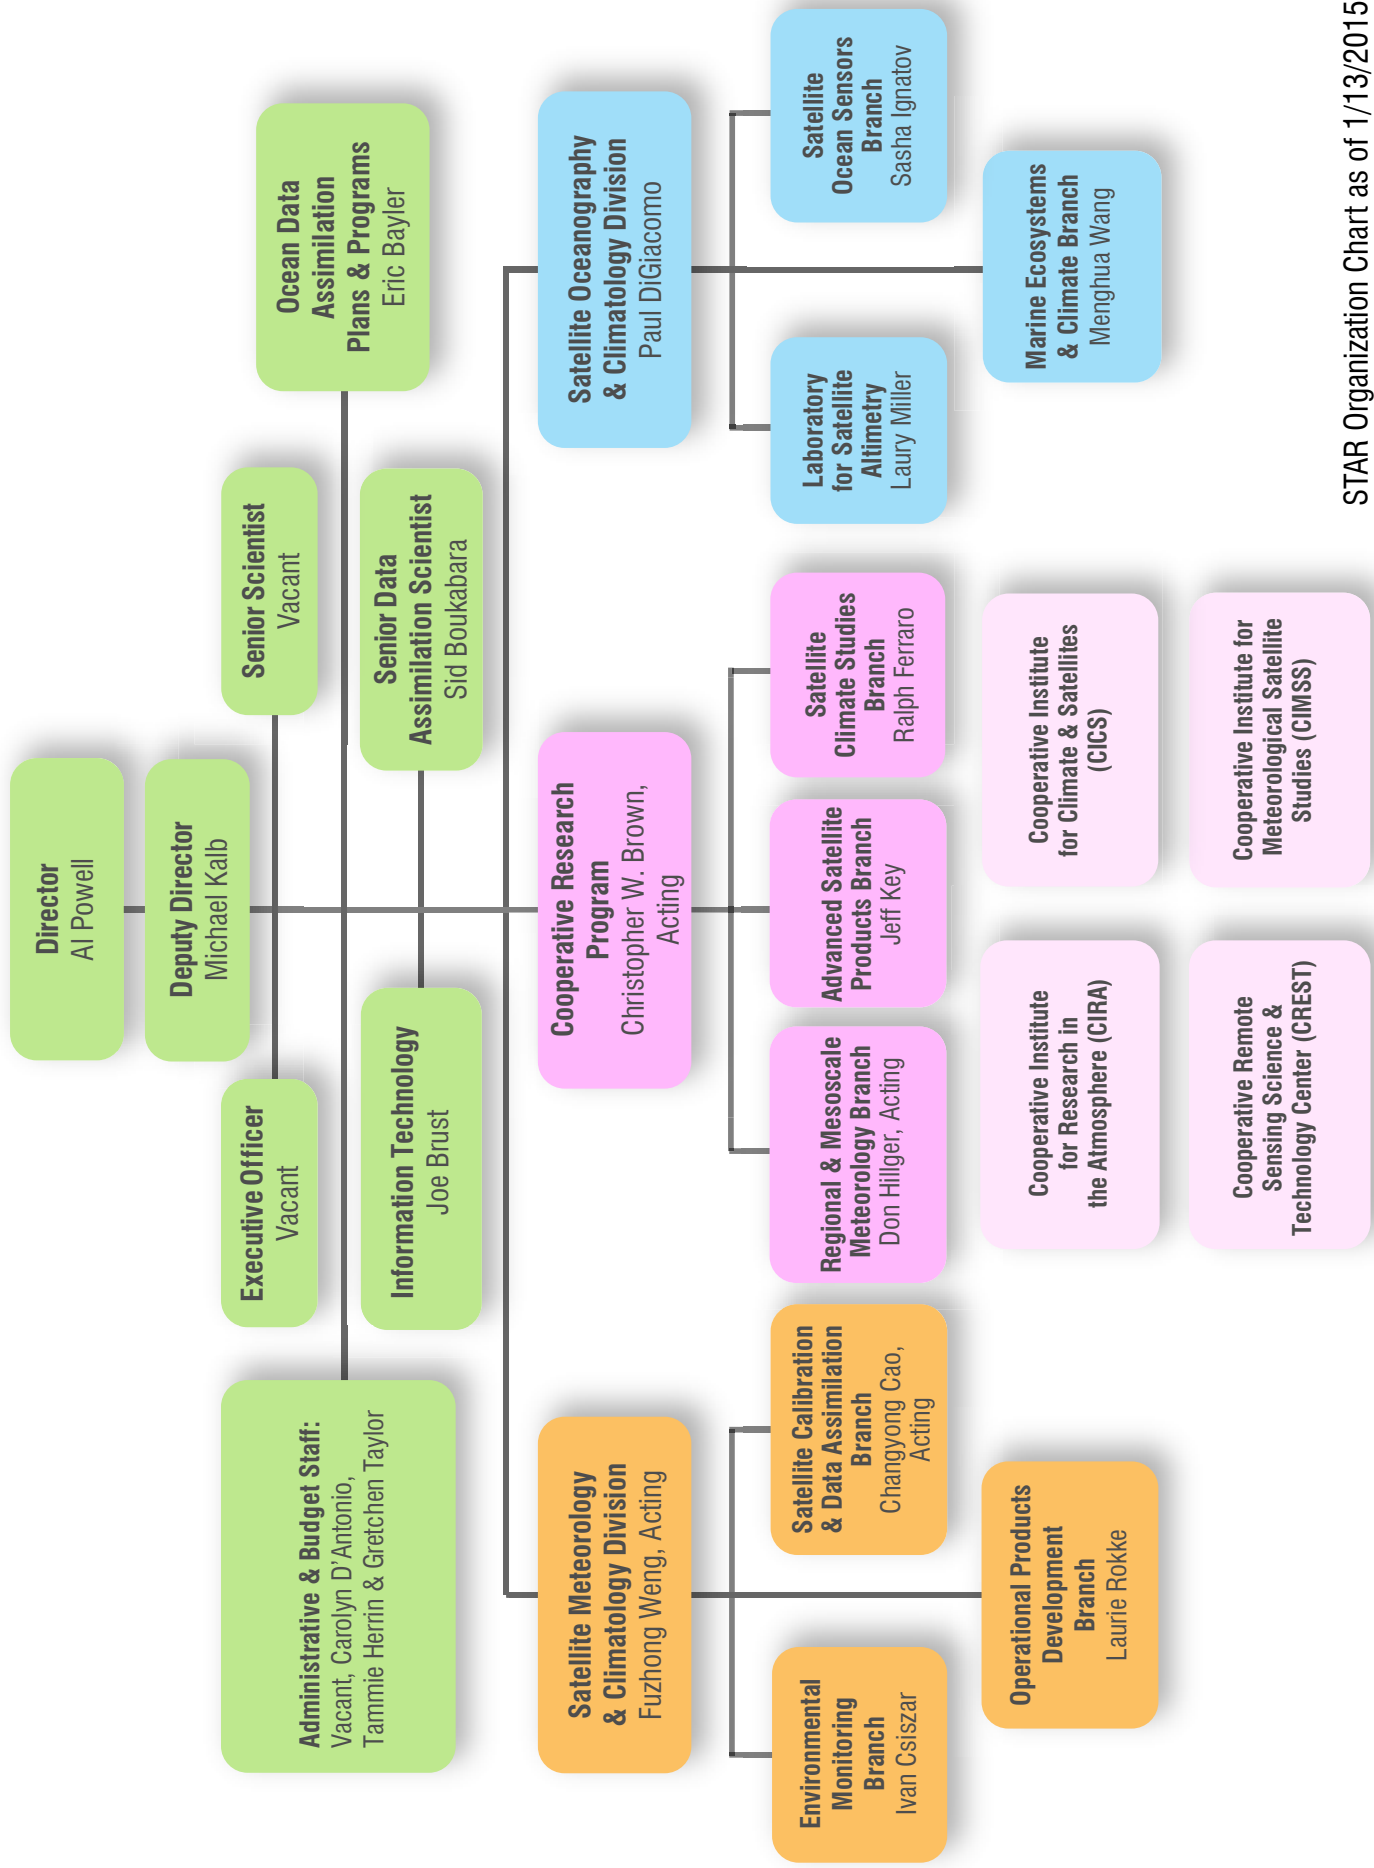 Director
Al Powell
Deputy Director
Michael Kalb
Executive Officer
Vacant
Senior Scientist
Vacant
Administrative & Budget Staff:
Vacant, Carolyn D'Antonio,
Tammie Herrin & Gretchen Taylor
Ocean Data
Assimilation
Plans & Programs
Eric Bayler
Information Technology
Joe Brust
Senior Data
Assimilation Scientist
Sid Boukabara
Satellite Meteorology
& Climatology Division
Fuzhong Weng, Acting
Cooperative Research
Program
Christopher W. Brown,
Acting
Satellite Oceanography
& Climatology Division
Paul DiGiacomo
Environmental
Monitoring
Branch
Ivan Csiszar
Satellite Calibration
& Data Assimilation
Branch
Changyong Cao,
Acting
Regional & Mesoscale
Meteorology Branch
Don Hillger, Acting
Advanced Satellite
Products Branch
Jeff Key
Satellite
Climate Studies
Branch
Ralph Ferraro
Laboratory
for Satellite
Altimetry
Laury Miller
Satellite
Ocean Sensors
Branch
Sasha Ignatov
Operational Products
Development
Branch
Laurie Rokke
Cooperative Institute
for Research in
the Atmosphere (CIRA)
Cooperative Institute
for Climate & Satellites
(CICS)
Marine Ecosystems
& Climate Branch
Menghua Wang
Cooperative Remote
Sensing Science &
Technology Center (CREST)
Cooperative Institute for
Meteorological Satellite
Studies (CIMSS)
STAR Organization Chart as of 1/13/2015